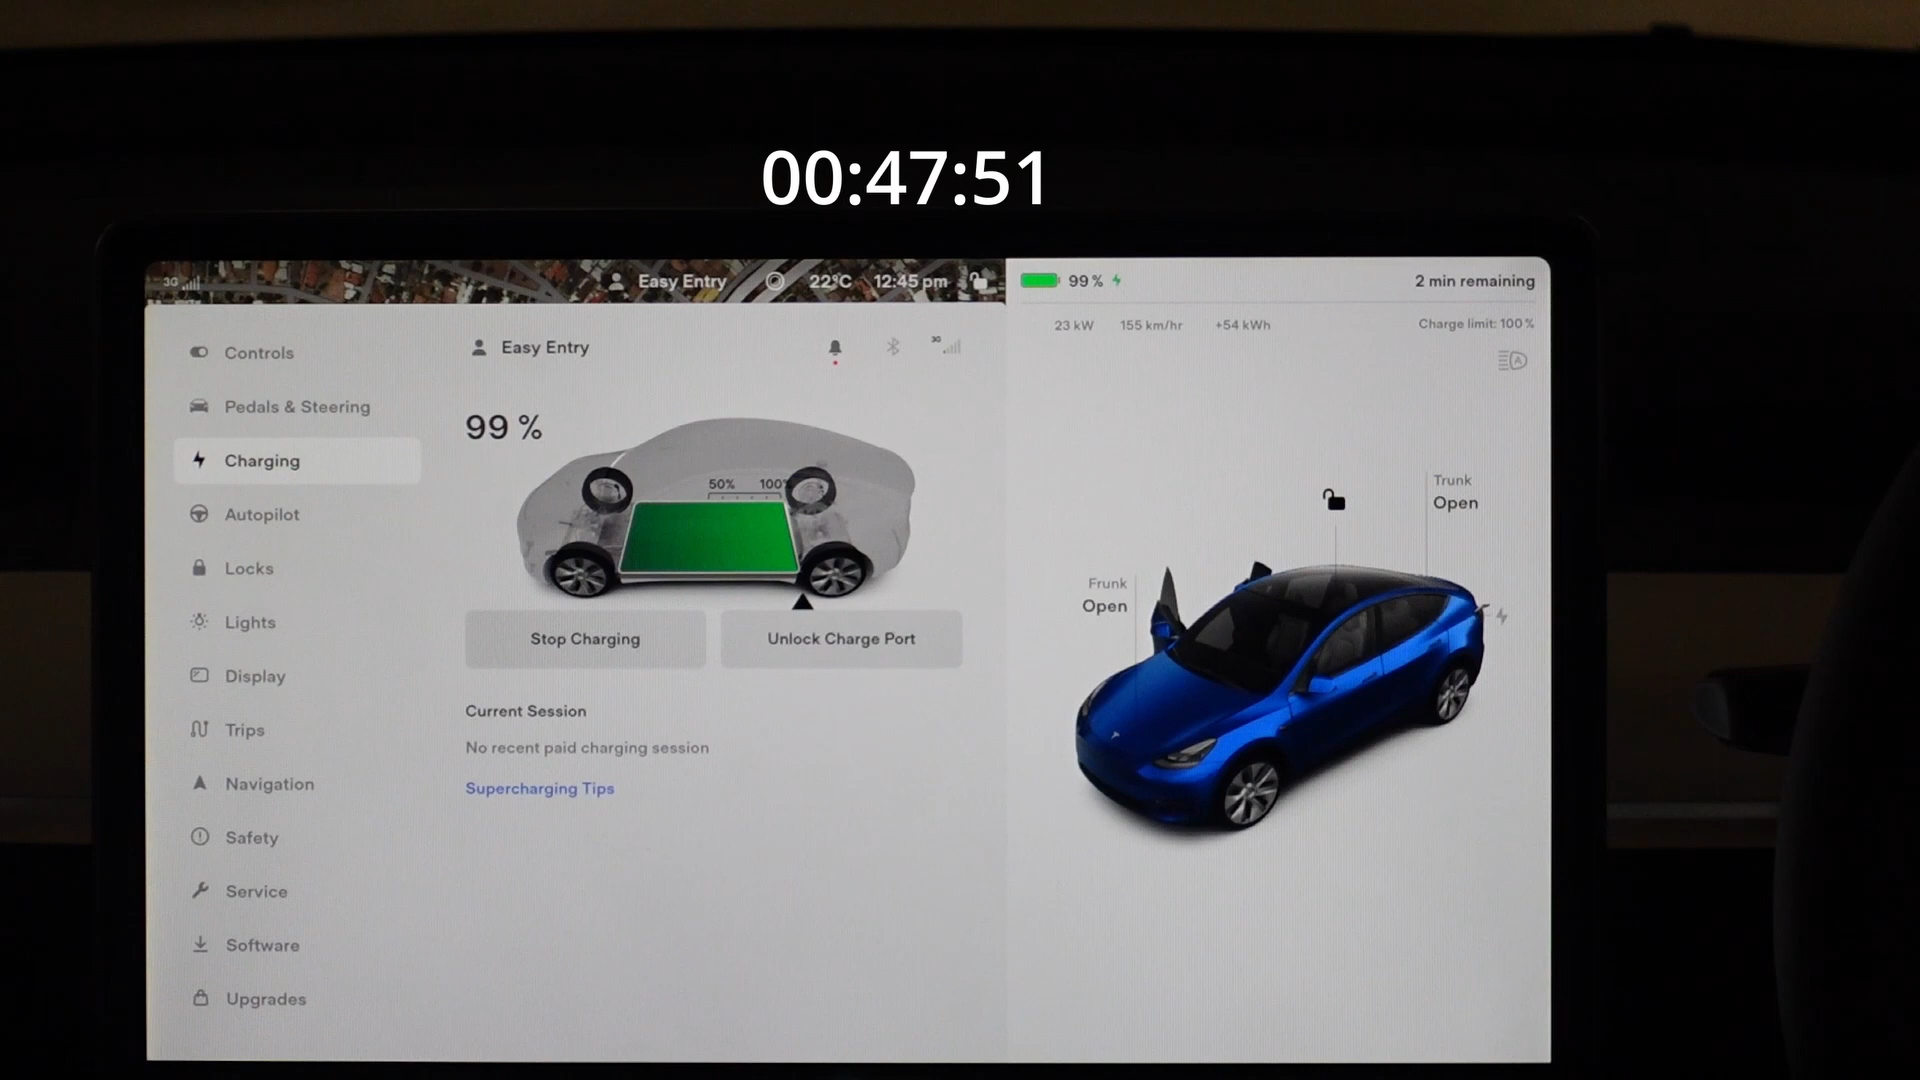 00:47:51
3G
Easy Entry
22°C
12:45 pm
99 %
2 min remaining
23 kW
155 km/hr
+54 kWh
Charge limit: 100 %
A
Controls
Pedals & Steering
Charging
Autopilot
Locks
Lights
Display
Trips
Navigation
Safety
Service
Software
Upgrades
Easy Entry
3G
99 %
50%
100%
Stop Charging
Unlock Charge Port
Current Session
No recent paid charging session
Supercharging Tips
Trunk
Open
Frunk
Open